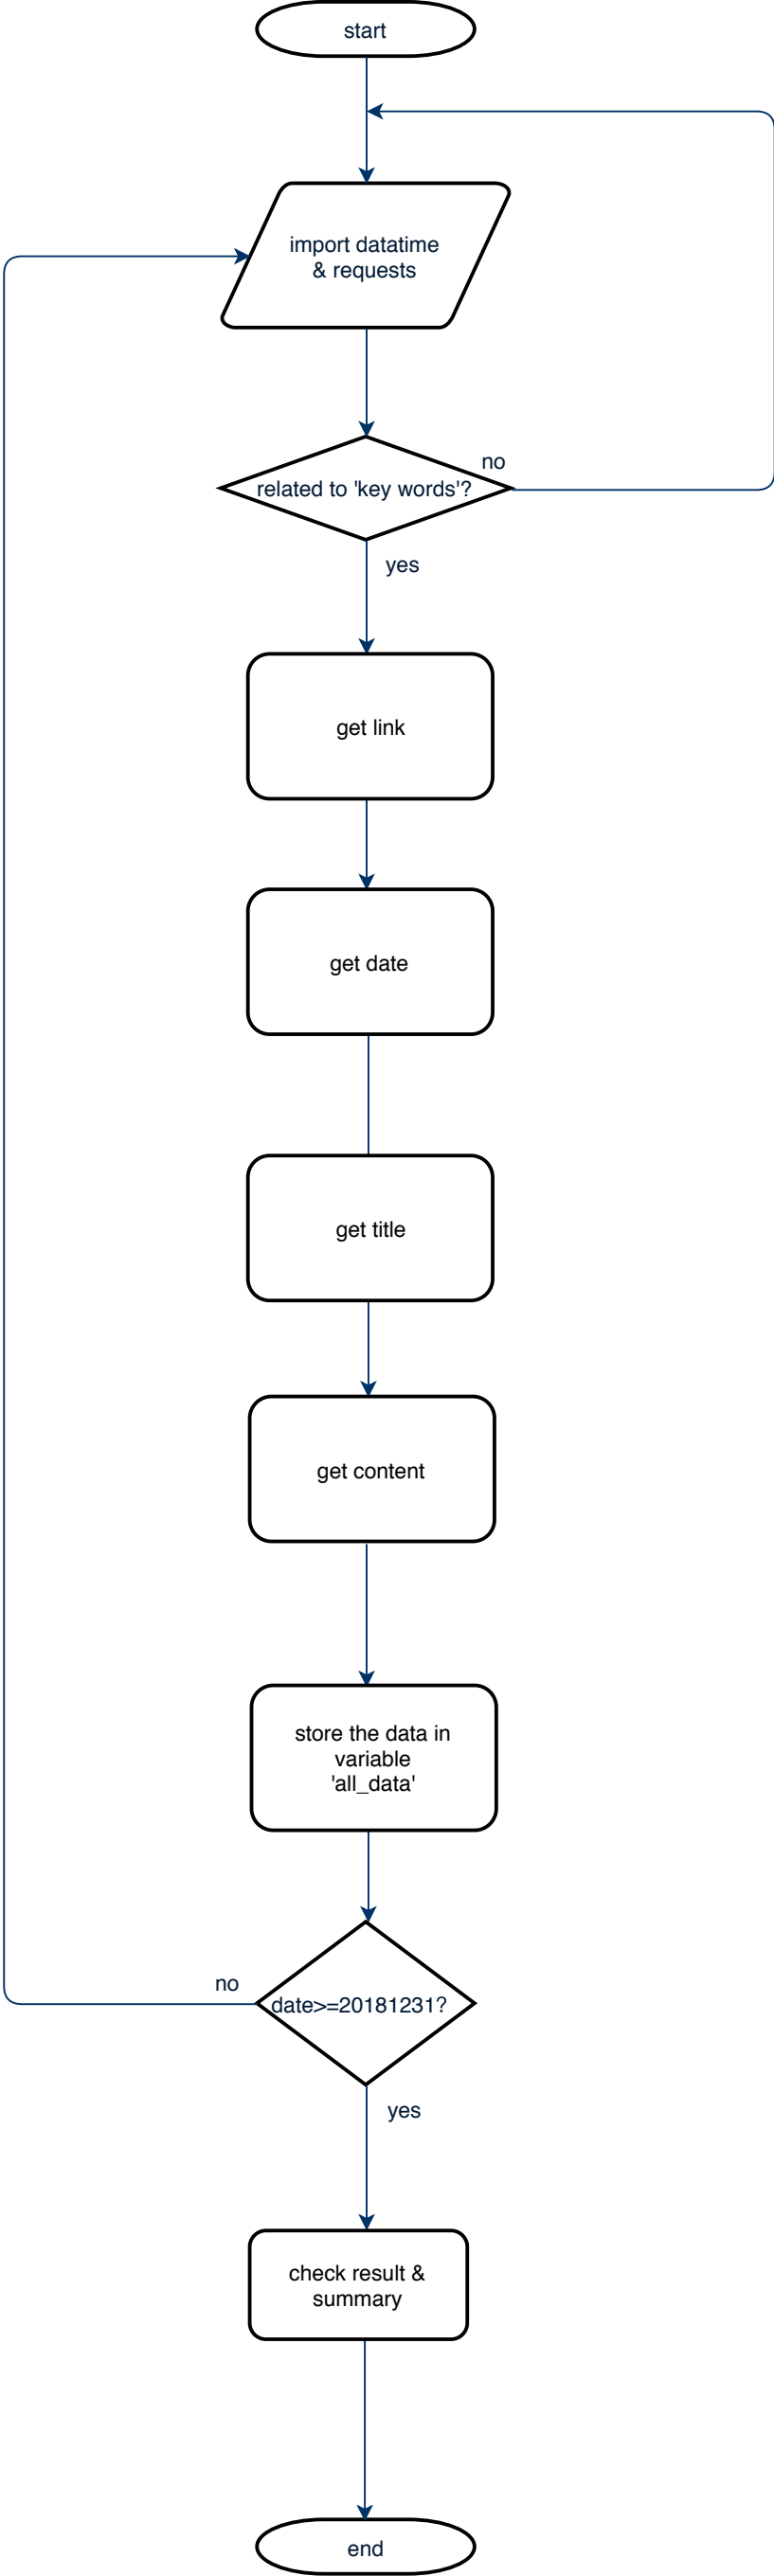 start
import datatime
& requests
no
related to 'key words'?
yes
get link
get date
get title
get content
store the data in
variable
'all_data'
no
date>=20181231?
yes
check result &
summary
end